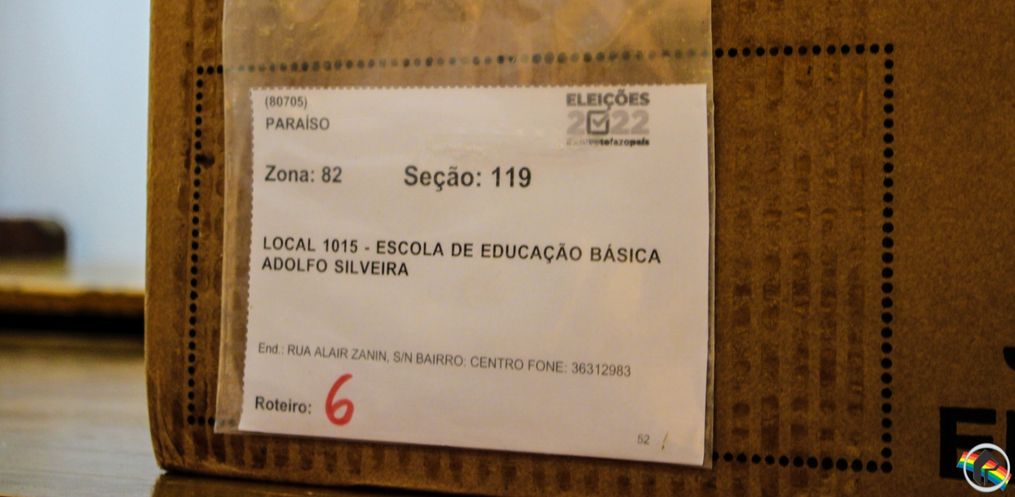 (80705)
PARAÍSO
ELEIÇÕES
2022
Zona: 82 Seção: 119
LOCAL 1015 - ESCOLA DE EDUCAÇÃO BÁSICA
ADOLFO SILVEIRA
End.: RUA ALAIR ZANIN, S/N BAIRRO: CENTRO FONE: 36312983
Roteiro: 6
52